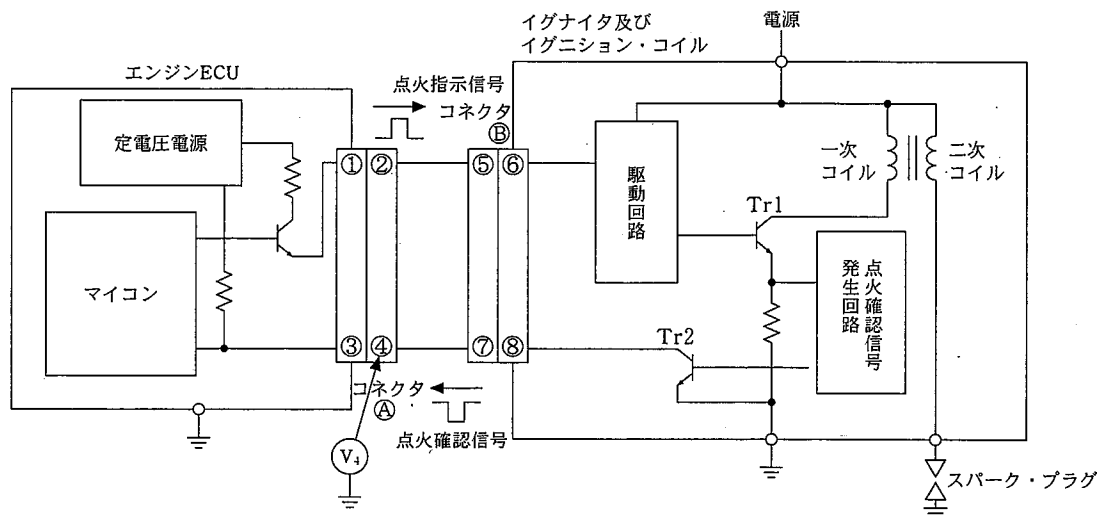 イグナイタ及び
イグニション・コイル
電源
エンジンECU
点火指示信号
コネクタ
Ⓑ
定電圧電源
①
②
⑤
⑥
駆動回路
一次
コイル
二次
コイル
Tr1
マイコン
点火確認信号
発生回路
③
④
⑦
⑧
Tr2
コネクタ
Ⓐ
点火確認信号
V₄
スパーク・プラグ